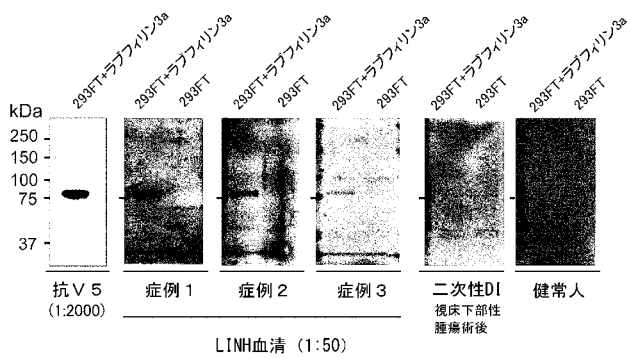 293FT+ラブフィリン3a
293FT+ラブフィリン3a
293FT
293FT+ラブフィリン3a
293FT
293FT+ラブフィリン3a
293FT
293FT+ラブフィリン3a
293FT
293FT+ラブフィリン3a
293FT
kDa
250
150
100
75
37
抗V5
(1:2000)
症例1
症例2
症例3
二次性DI
視床下部性
腫瘍術後
健常人
LINH血清 (1:50)